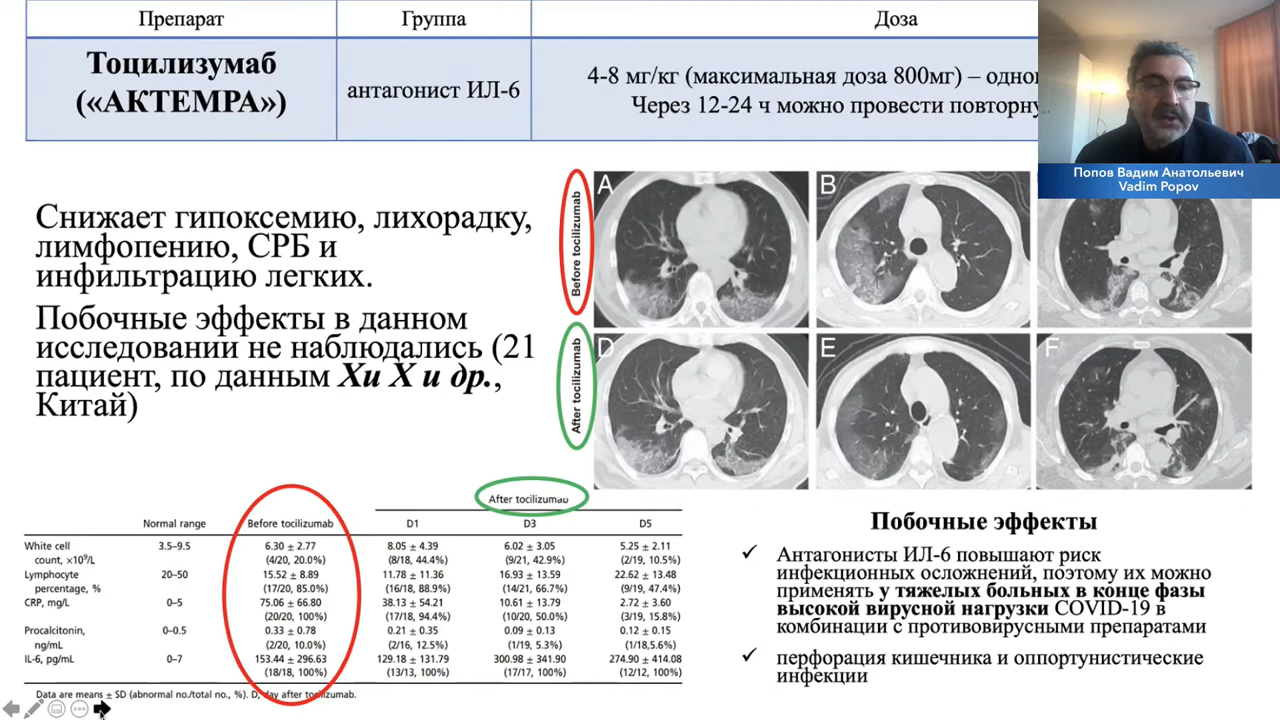 Препарат
Группа
Доза
Тоцилизумаб
(«АКТЕМРА»)
антагонист ИЛ-6
4-8 мг/кг (максимальная доза 800мг) –
Через 12-24 ч можно провести
Попов Вадим Анатольевич
Vadim Popov
Снижает гипоксемию, лихорадку,
лимфопению, СРБ и
инфильтрацию легких.
Побочные эффекты в данном
исследовании не наблюдались (21
пациент, по данным Хи Х и др.,
Китай)
Before tocilizumab
After tocilizumab
A
B
D
E
F
After tocilizumab
Normal range Before tocilizumab D1 D3 D5
White cell 3.5–9.5 6.30 ± 2.77 8.05 ± 4.39 6.02 ± 3.05 5.25 ± 2.11
count, ×10⁹/L (4/20, 20.0%) (8/18, 44.4%) (9/21, 42.9%) (2/19, 10.5%)
Lymphocyte 20–50 15.52 ± 8.89 11.78 ± 11.36 16.93 ± 13.59 22.62 ± 13.48
percentage, % (17/20, 85.0%) (16/18, 88.9%) (14/21, 66.7%) (9/19, 47.4%)
CRP, mg/L 0–5 75.06 ± 66.80 38.13 ± 54.21 10.61 ± 13.79 2.72 ± 3.60
(20/20, 100%) (17/18, 94.4%) (10/20, 50.0%) (3/19, 15.8%)
Procalcitonin, 0–0.5 0.33 ± 0.78 0.21 ± 0.35 0.09 ± 0.13 0.12 ± 0.15
ng/mL (2/20, 10.0%) (2/16, 12.5%) (1/19, 5.3%) (1/18,5.6%)
IL-6, pg/mL 0–7 153.44 ± 296.63 129.18 ± 131.79 300.98 ± 341.90 274.90 ± 414.08
(18/18, 100%) (13/13, 100%) (17/17, 100%) (12/12, 100%)
Data are means ± SD (abnormal no./total no., %). D, day after tocilizumab.
Побочные эффекты
✓ Антагонисты ИЛ-6 повышают риск
инфекционных осложнений, поэтому их можно
применять у тяжелых больных в конце фазы
высокой вирусной нагрузки COVID-19 в
комбинации с противовирусными препаратами
✓ перфорация кишечника и оппортунистические
инфекции